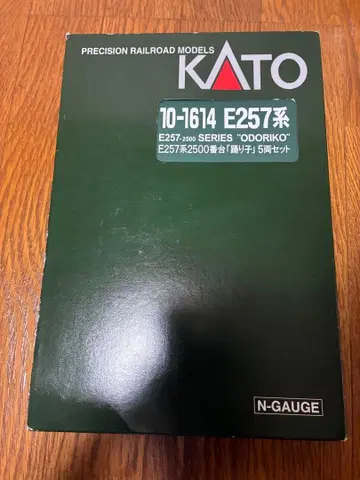 PRECISION RAILROAD MODELS
KATO
10-1614 E257系
E257-2500 SERIES "ODORIKO"
E257系2500番台「踊り子」5両セット
N-GAUGE